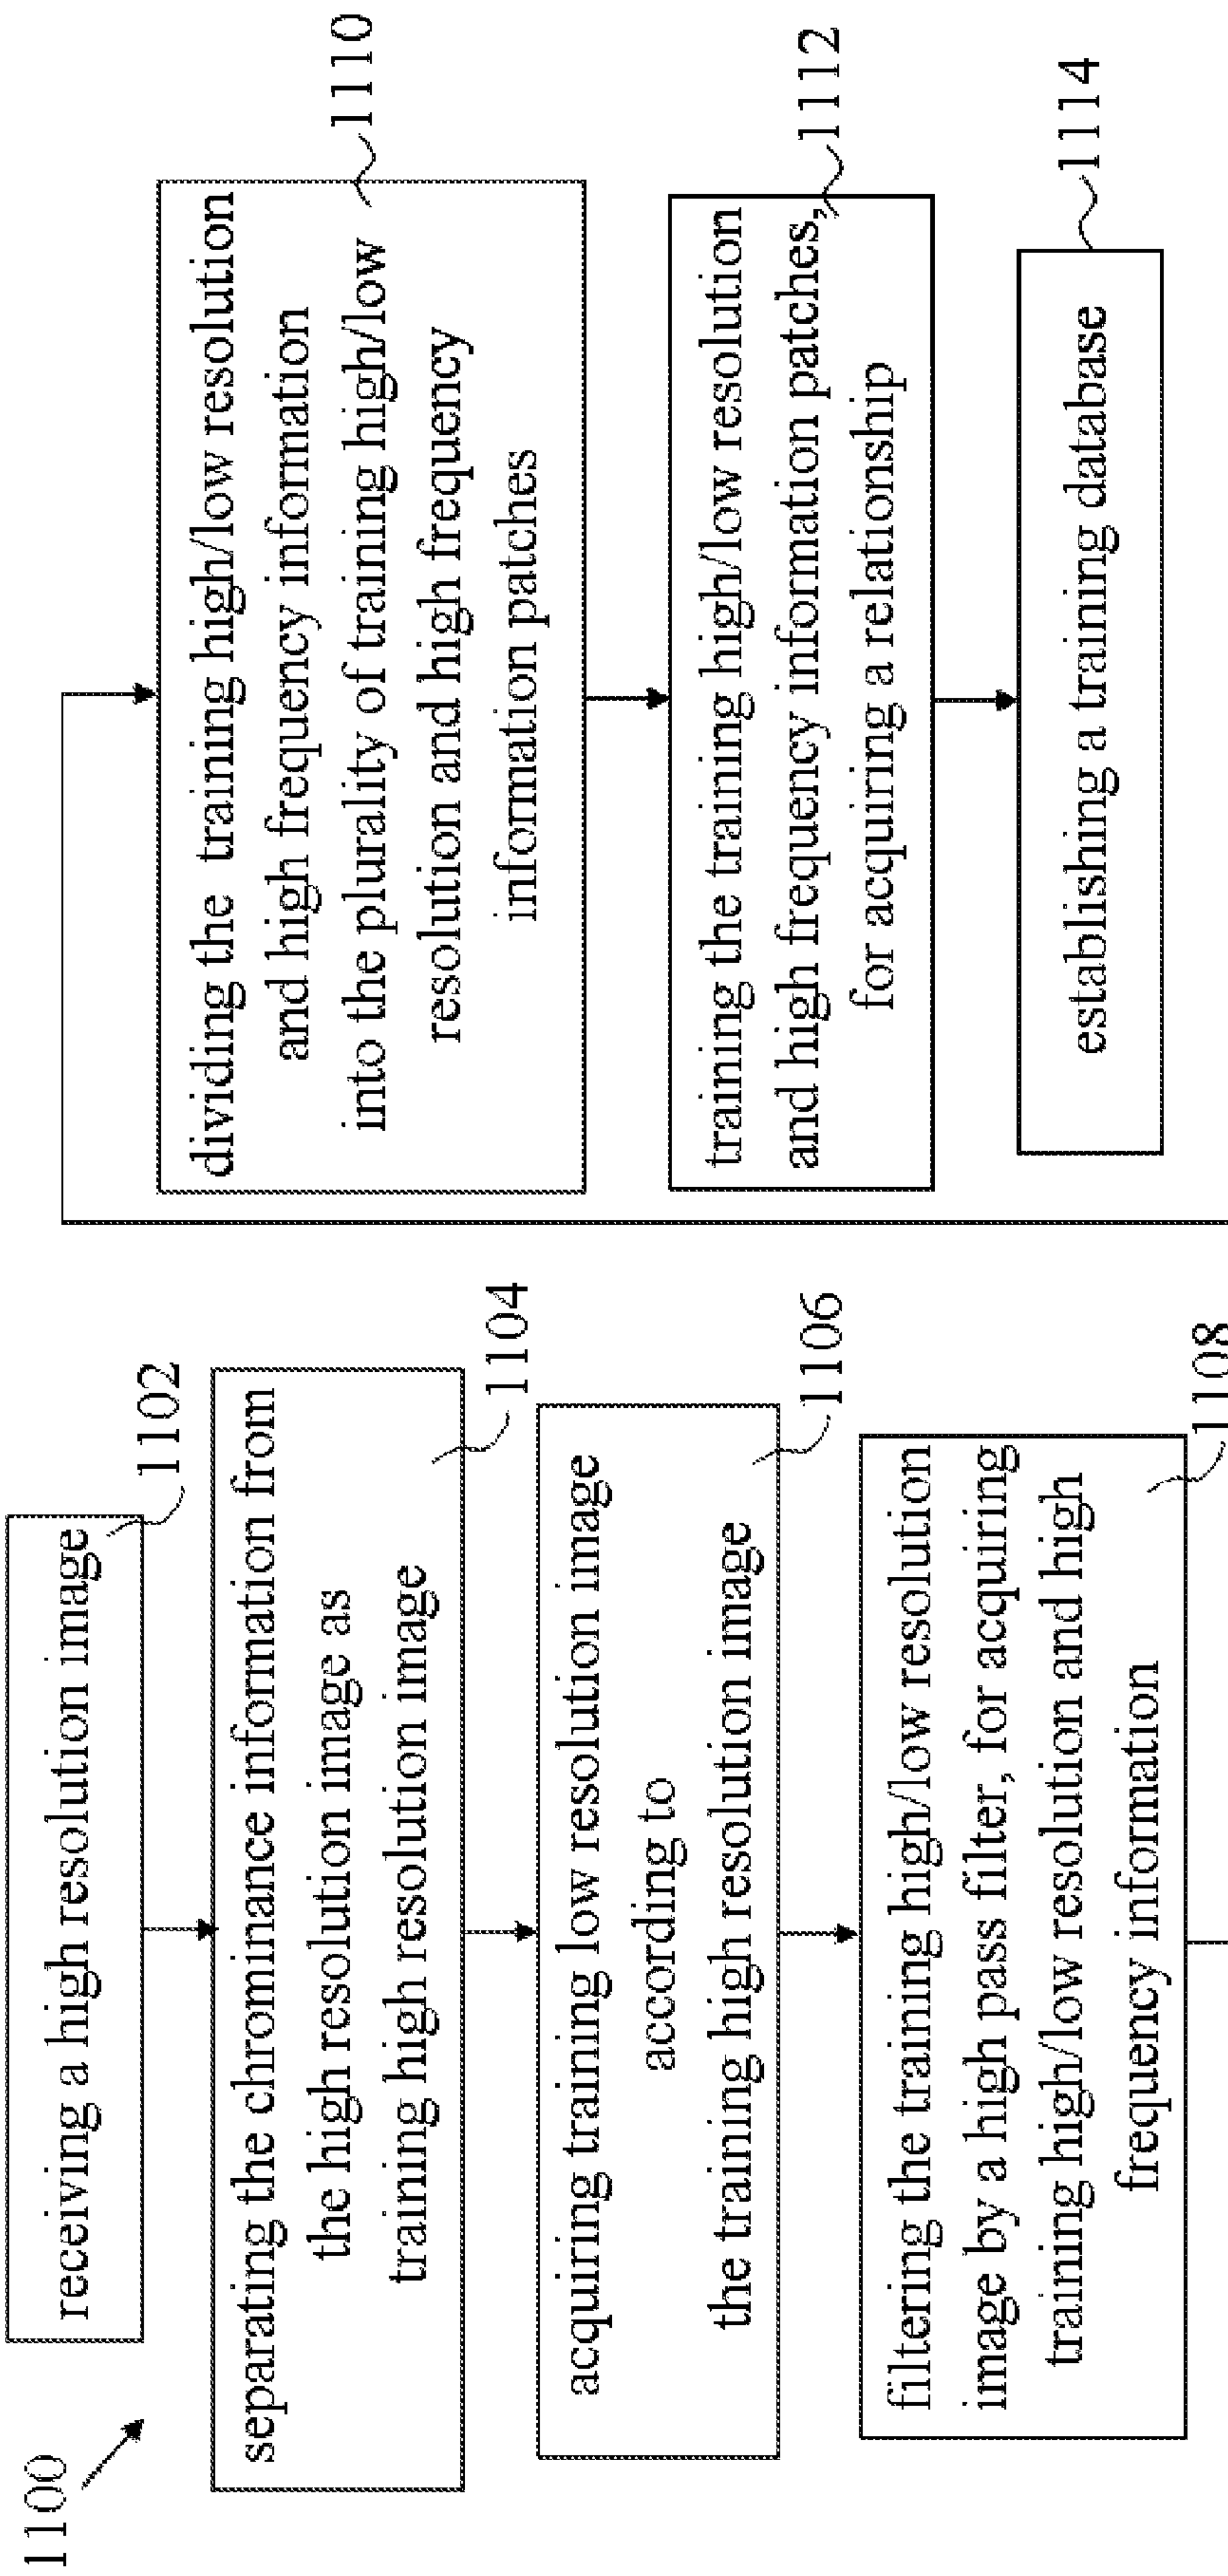 1100
receiving a high resolution image
1102
separating the chrominance information from
the high resolution image as
training high resolution image
1104
acquiring training low resolution image
according to
the training high resolution image
1106
filtering the training high/low resolution
image by a high pass filter, for acquiring
training high/low resolution and high
frequency information
1108
dividing the training high/low resolution
and high frequency information
into the plurality of training high/low
resolution and high frequency
information patches
1110
training the training high/low resolution
and high frequency information patches,
for acquiring a relationship
1112
establishing a training database
1114